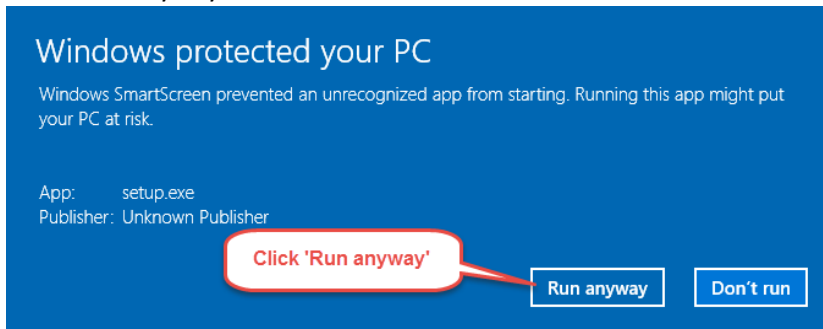 Windows protected your PC
Windows SmartScreen prevented an unrecognized app from starting. Running this app might put
your PC at risk.
App: setup.exe
Publisher: Unknown Publisher
Click 'Run anyway'
Run anyway Don't run